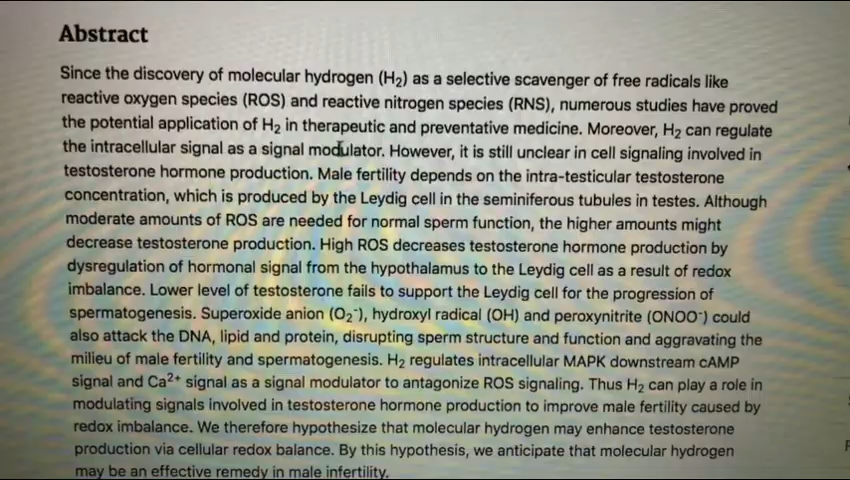 Abstract
Since the discovery of molecular hydrogen (H₂) as a selective scavenger of free radicals like
reactive oxygen species (ROS) and reactive nitrogen species (RNS), numerous studies have proved
the potential application of H₂ in therapeutic and preventative medicine. Moreover, H₂ can regulate
the intracellular signal as a signal modulator. However, it is still unclear in cell signaling involved in
testosterone hormone production. Male fertility depends on the intra-testicular testosterone
concentration, which is produced by the Leydig cell in the seminiferous tubules in testes. Although
moderate amounts of ROS are needed for normal sperm function, the higher amounts might
decrease testosterone production. High ROS decreases testosterone hormone production by
dysregulation of hormonal signal from the hypothalamus to the Leydig cell as a result of redox
imbalance. Lower level of testosterone fails to support the Leydig cell for the progression of
spermatogenesis. Superoxide anion (O₂⁻), hydroxyl radical (OH) and peroxynitrite (ONOO⁻) could
also attack the DNA, lipid and protein, disrupting sperm structure and function and aggravating the
milieu of male fertility and spermatogenesis. H₂ regulates intracellular MAPK downstream cAMP
signal and Ca²⁺ signal as a signal modulator to antagonize ROS signaling. Thus H₂ can play a role in
modulating signals involved in testosterone hormone production to improve male fertility caused by
redox imbalance. We therefore hypothesize that molecular hydrogen may enhance testosterone
production via cellular redox balance. By this hypothesis, we anticipate that molecular hydrogen
may be an effective remedy in male infertility.